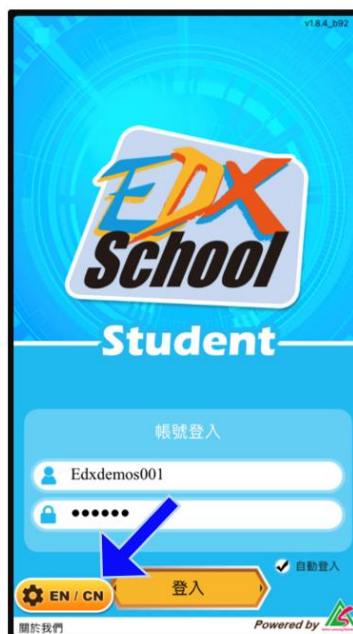 v1.8.4_b92
EDX
School
Student
帳號登入
Edxdemos001
••••••
自動登入
EN / CN
登入
關於我們
Powered by